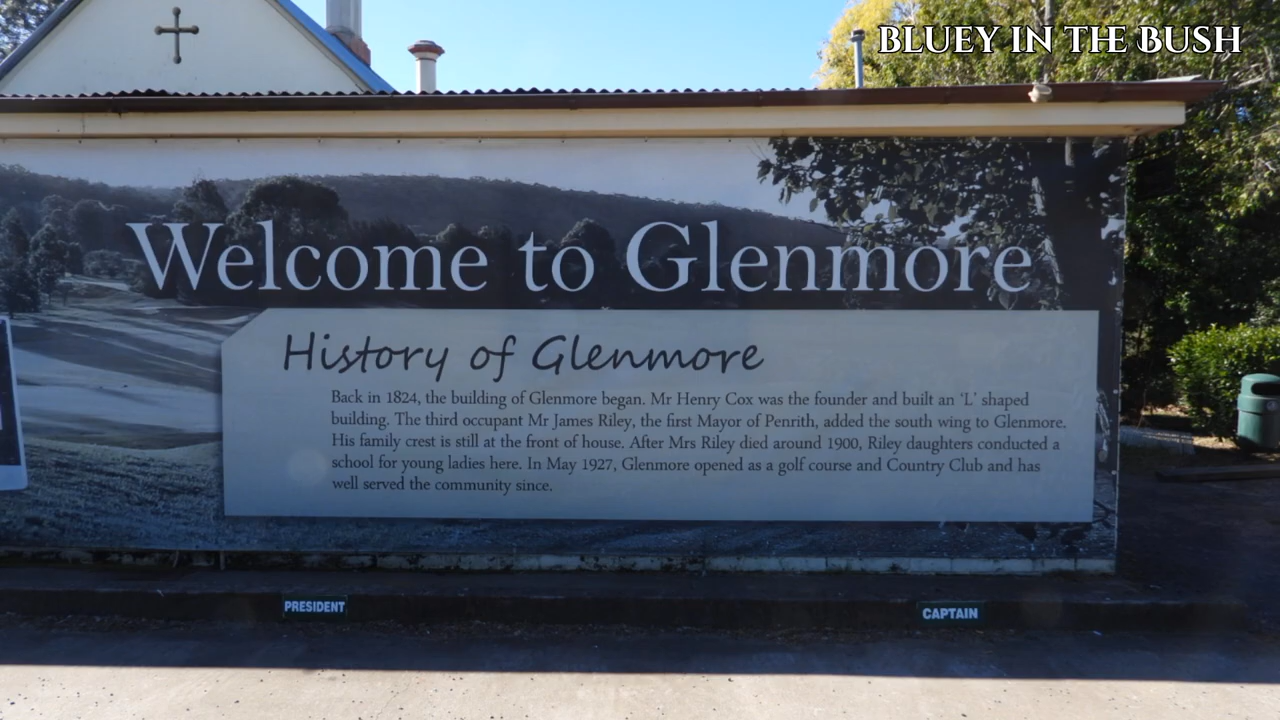 BLUEY IN THE BUSH
Welcome to Glenmore
History of Glenmore
Back in 1824, the building of Glenmore began. Mr Henry Cox was the founder and built an ‘L’ shaped
building. The third occupant Mr James Riley, the first Mayor of Penrith, added the south wing to Glenmore.
His family crest is still at the front of house. After Mrs Riley died around 1900, Riley daughters conducted a
school for young ladies here. In May 1927, Glenmore opened as a golf course and Country Club and has
well served the community since.
PRESIDENT
CAPTAIN